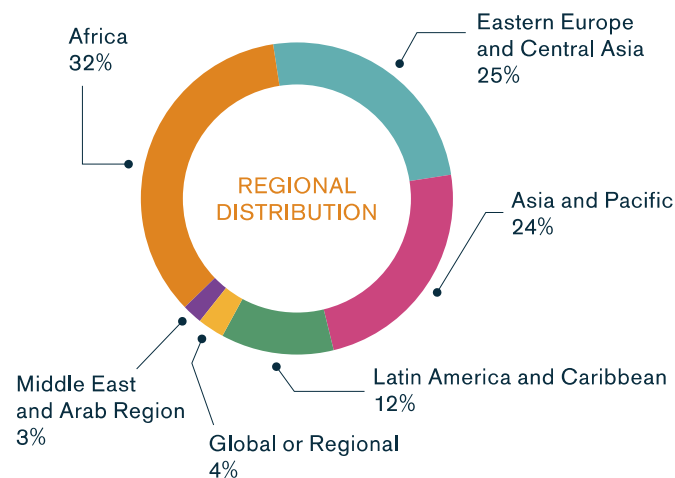 Africa
32%
Eastern Europe
and Central Asia
25%
REGIONAL
DISTRIBUTION
Asia and Pacific
24%
Latin America and Caribbean
12%
Middle East
and Arab Region
3%
Global or Regional
4%